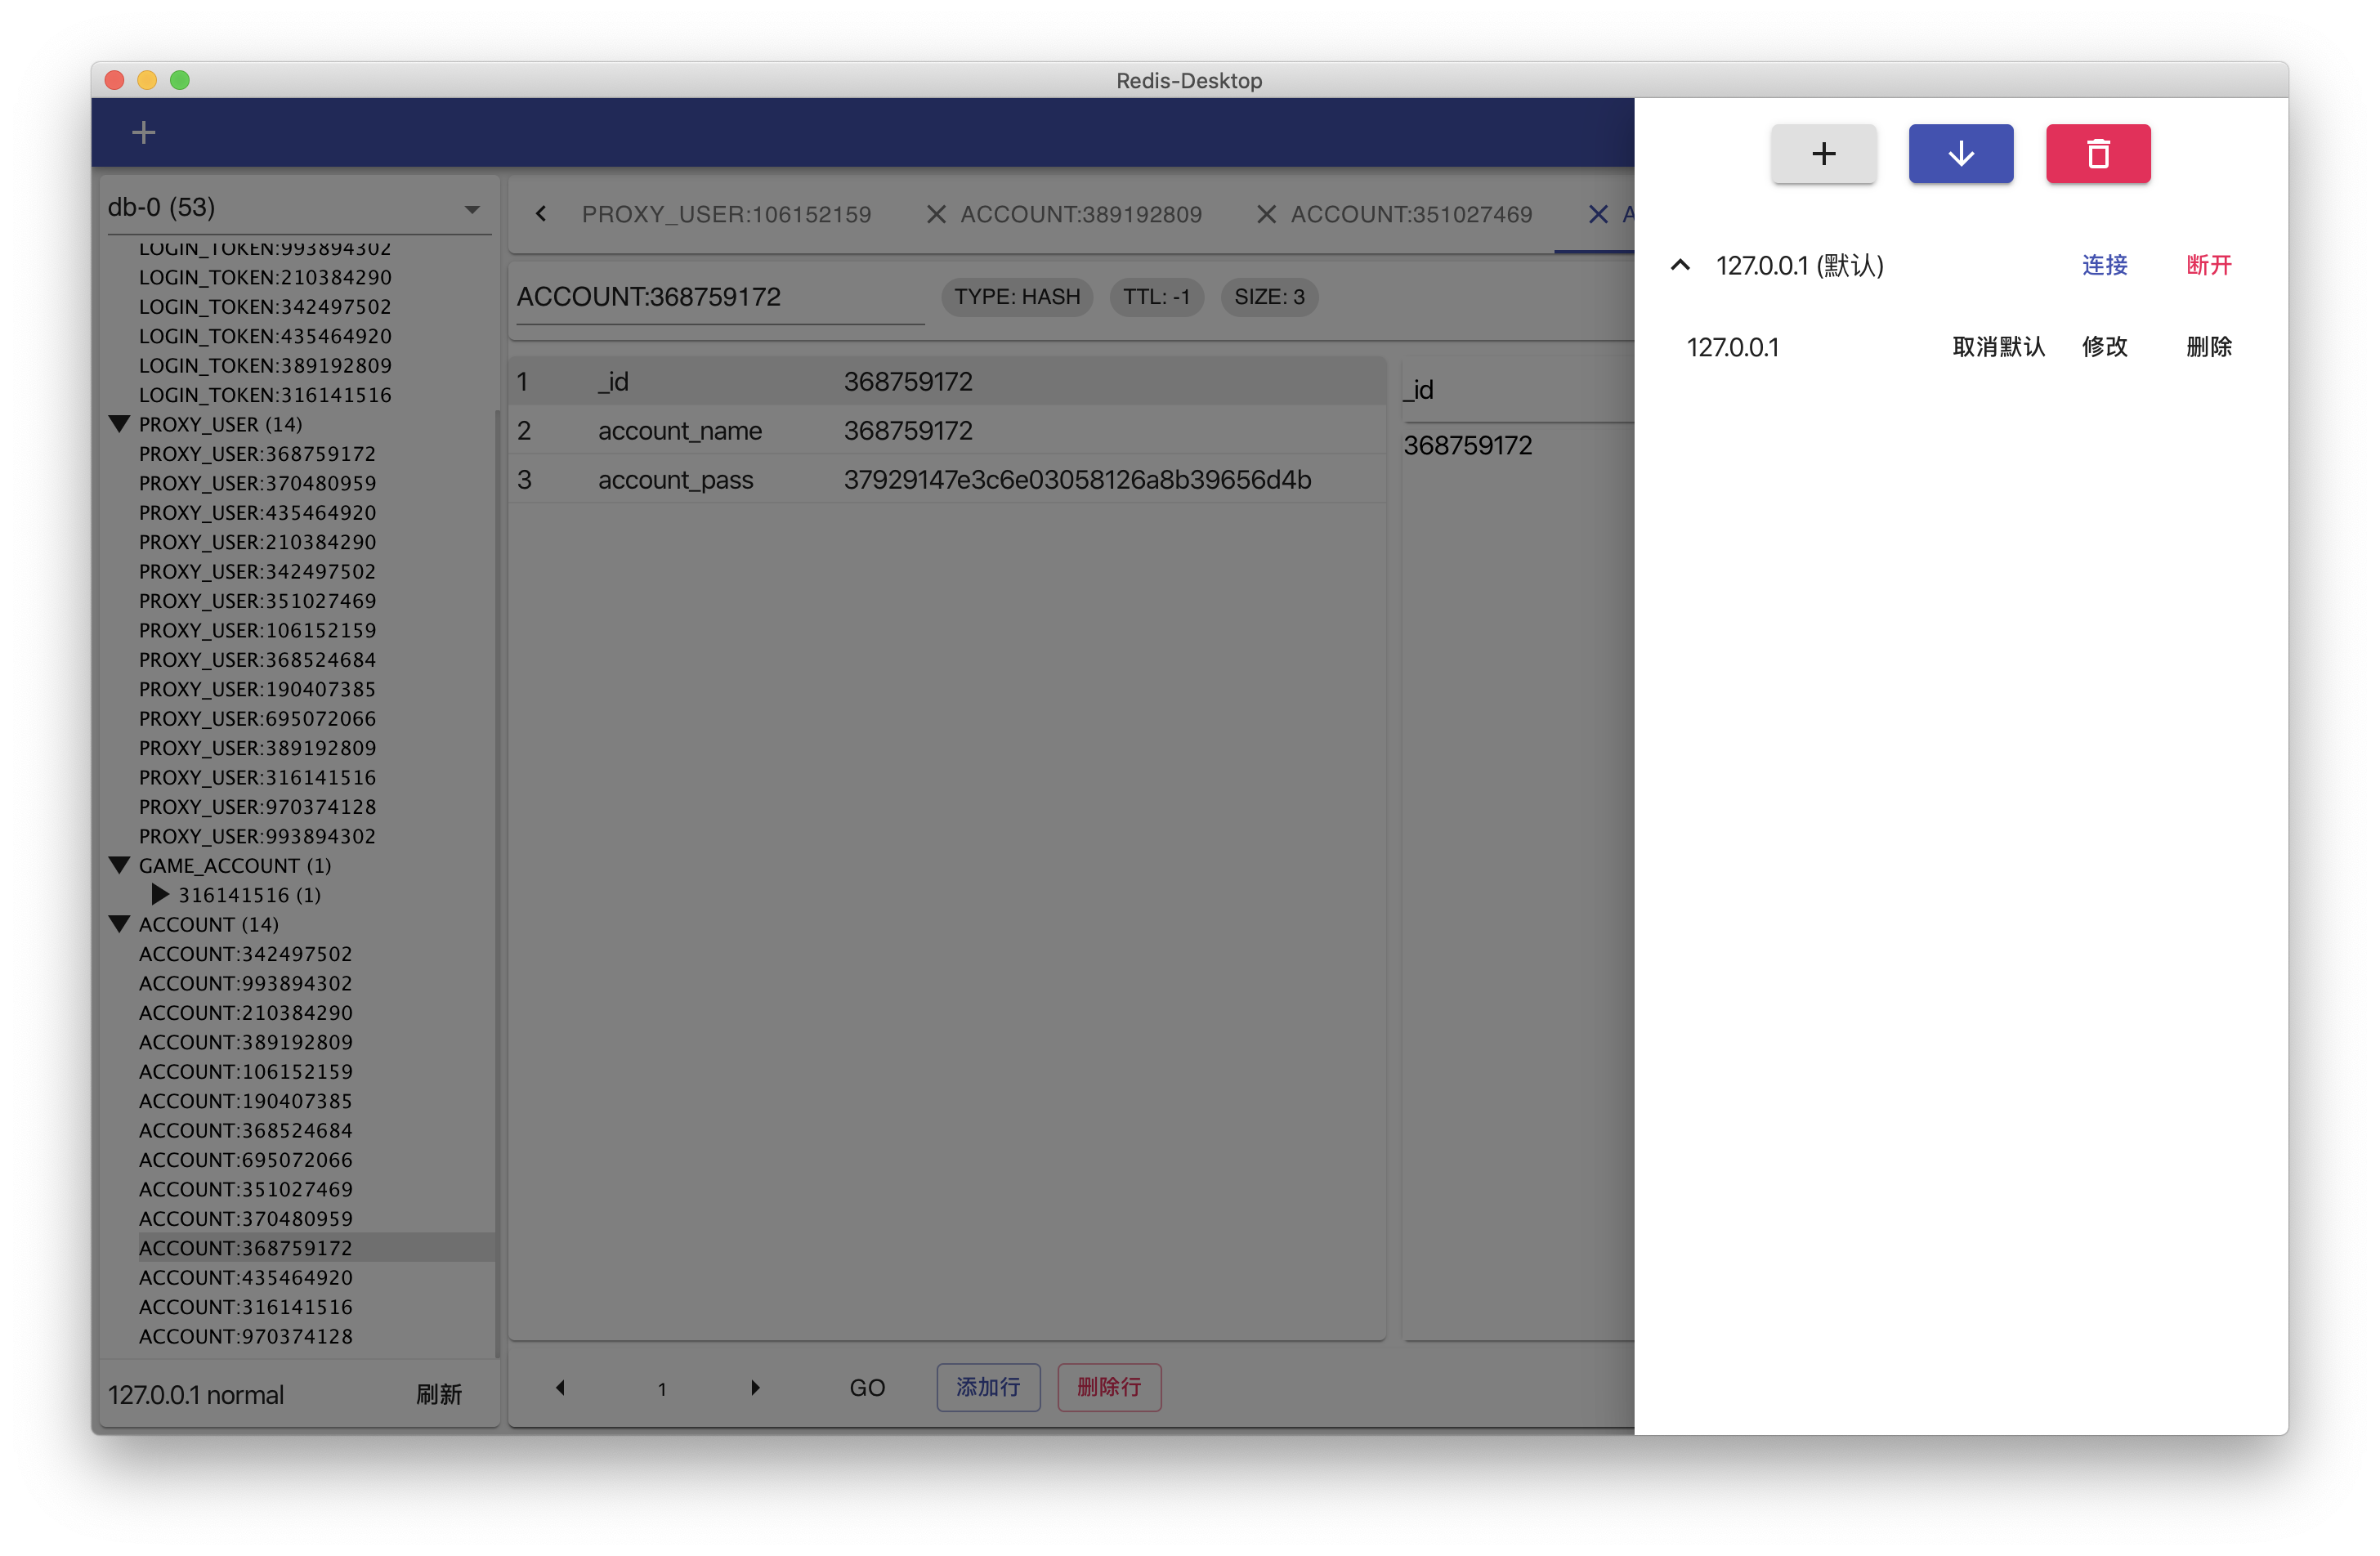 Redis-Desktop
db-0 (53)
LOGIN_TOKEN:993894302
LOGIN_TOKEN:210384290
LOGIN_TOKEN:342497502
LOGIN_TOKEN:435464920
LOGIN_TOKEN:389192809
LOGIN_TOKEN:316141516
PROXY_USER (14)
PROXY_USER:368759172
PROXY_USER:370480959
PROXY_USER:435464920
PROXY_USER:210384290
PROXY_USER:342497502
PROXY_USER:351027469
PROXY_USER:106152159
PROXY_USER:368524684
PROXY_USER:190407385
PROXY_USER:695072066
PROXY_USER:389192809
PROXY_USER:316141516
PROXY_USER:970374128
PROXY_USER:993894302
GAME_ACCOUNT (1)
316141516 (1)
ACCOUNT (14)
ACCOUNT:342497502
ACCOUNT:993894302
ACCOUNT:210384290
ACCOUNT:389192809
ACCOUNT:106152159
ACCOUNT:190407385
ACCOUNT:368524684
ACCOUNT:695072066
ACCOUNT:351027469
ACCOUNT:370480959
ACCOUNT:368759172
ACCOUNT:435464920
ACCOUNT:316141516
ACCOUNT:970374128
127.0.0.1 normal 刷新
PROXY_USER:106152159 ACCOUNT:389192809 ACCOUNT:351027469 A
ACCOUNT:368759172 TYPE: HASH TTL: -1 SIZE: 3
1 _id 368759172
2 account_name 368759172
3 account_pass 37929147e3c6e03058126a8b39656d4b
_id
368759172
1 GO 添加行 删除行
127.0.0.1 (默认) 连接 断开
127.0.0.1 取消默认 修改 删除